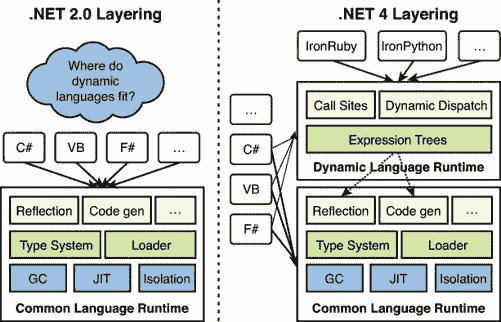 .NET 2.0 Layering
Where do
dynamic
languages fit?
C#
VB
F#
...
Reflection
Code gen
...
Type System
Loader
GC
JIT
Isolation
Common Language Runtime
.NET 4 Layering
IronRuby
IronPython
...
Call Sites
Dynamic Dispatch
Expression Trees
Dynamic Language Runtime
...
C#
VB
F#
Reflection
Code gen
...
Type System
Loader
GC
JIT
Isolation
Common Language Runtime